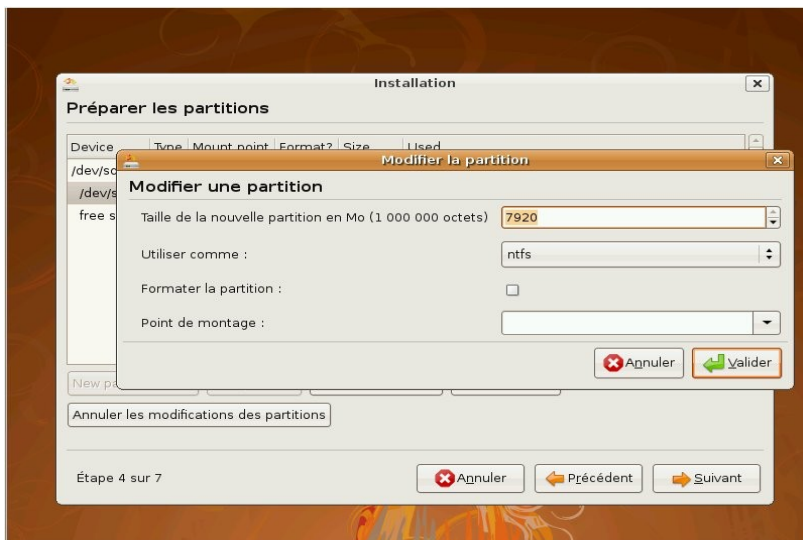 Installation
Préparer les partitions
Device Type Mount point Format? Size Used
Modifier la partition
Modifier une partition
Taille de la nouvelle partition en Mo (1 000 000 octets) 7920
Utiliser comme : ntfs
Formater la partition :
Point de montage :
Annuler Valider
Annuler les modifications des partitions
Étape 4 sur 7 Annuler Précédent Suivant